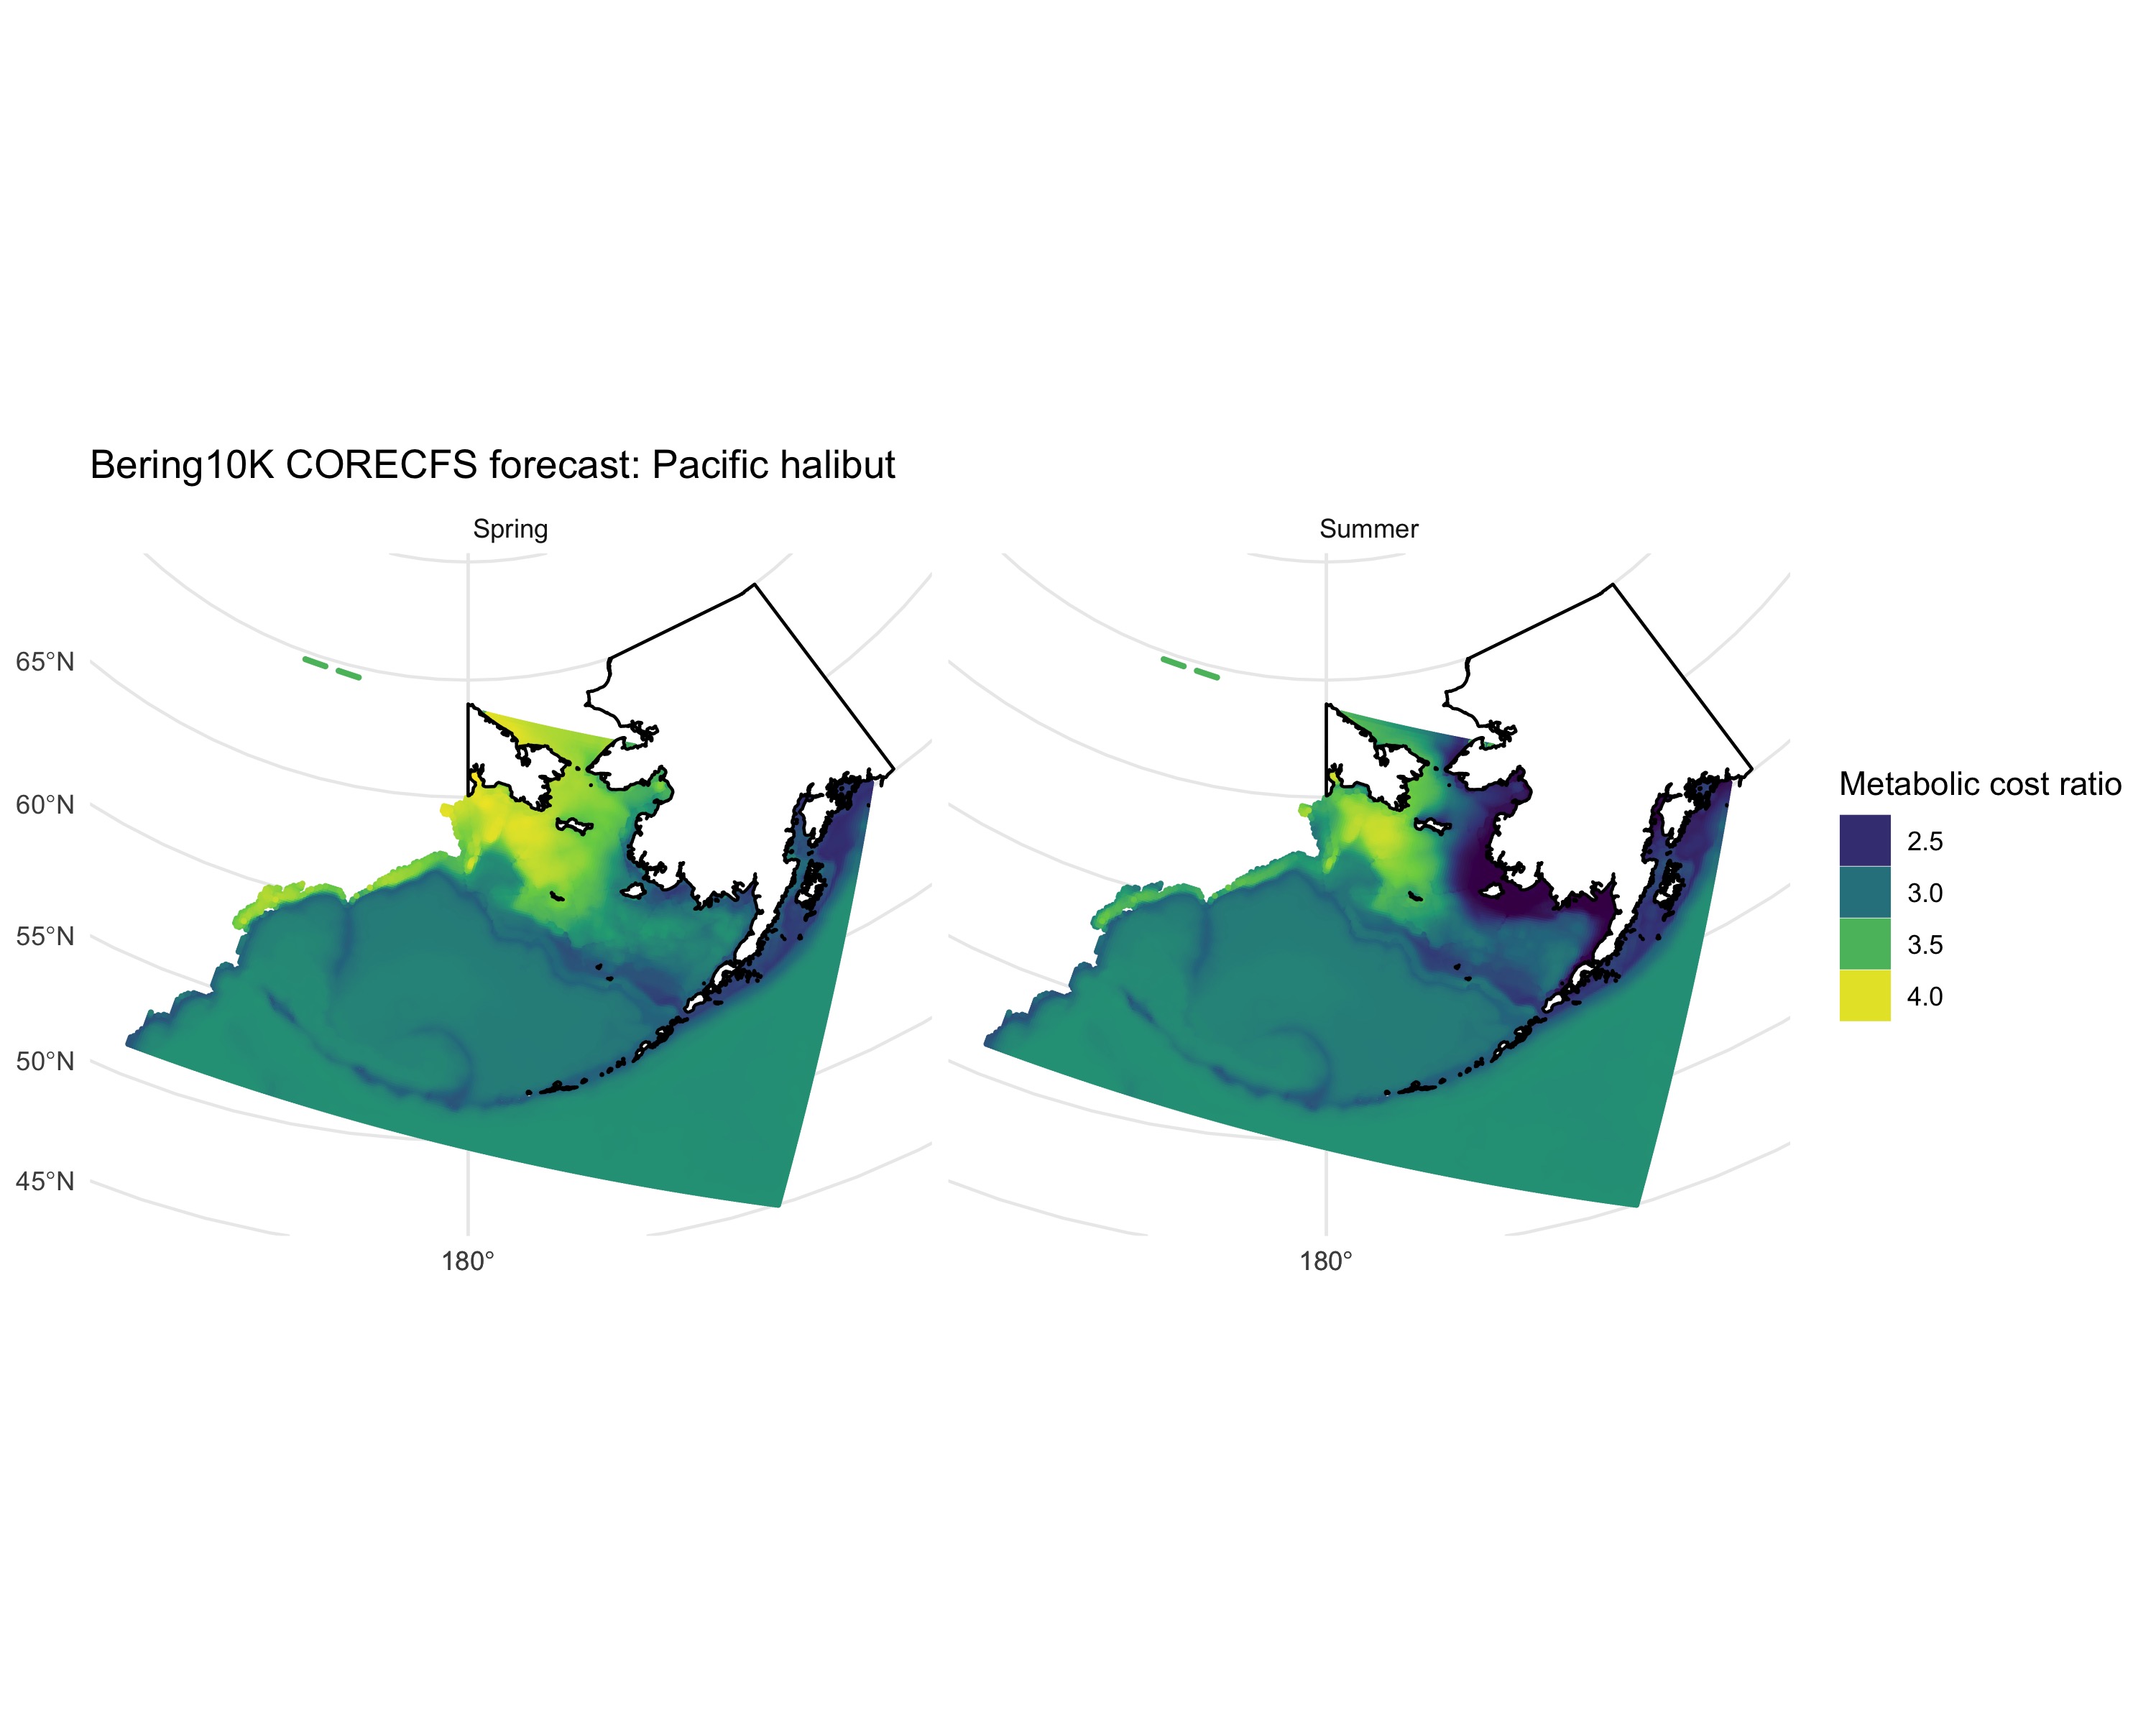 Bering10K CORECFS forecast: Pacific halibut
Spring
Summer
65°N
60°N
55°N
50°N
45°N
180°
180°
Metabolic cost ratio
2.5
3.0
3.5
4.0